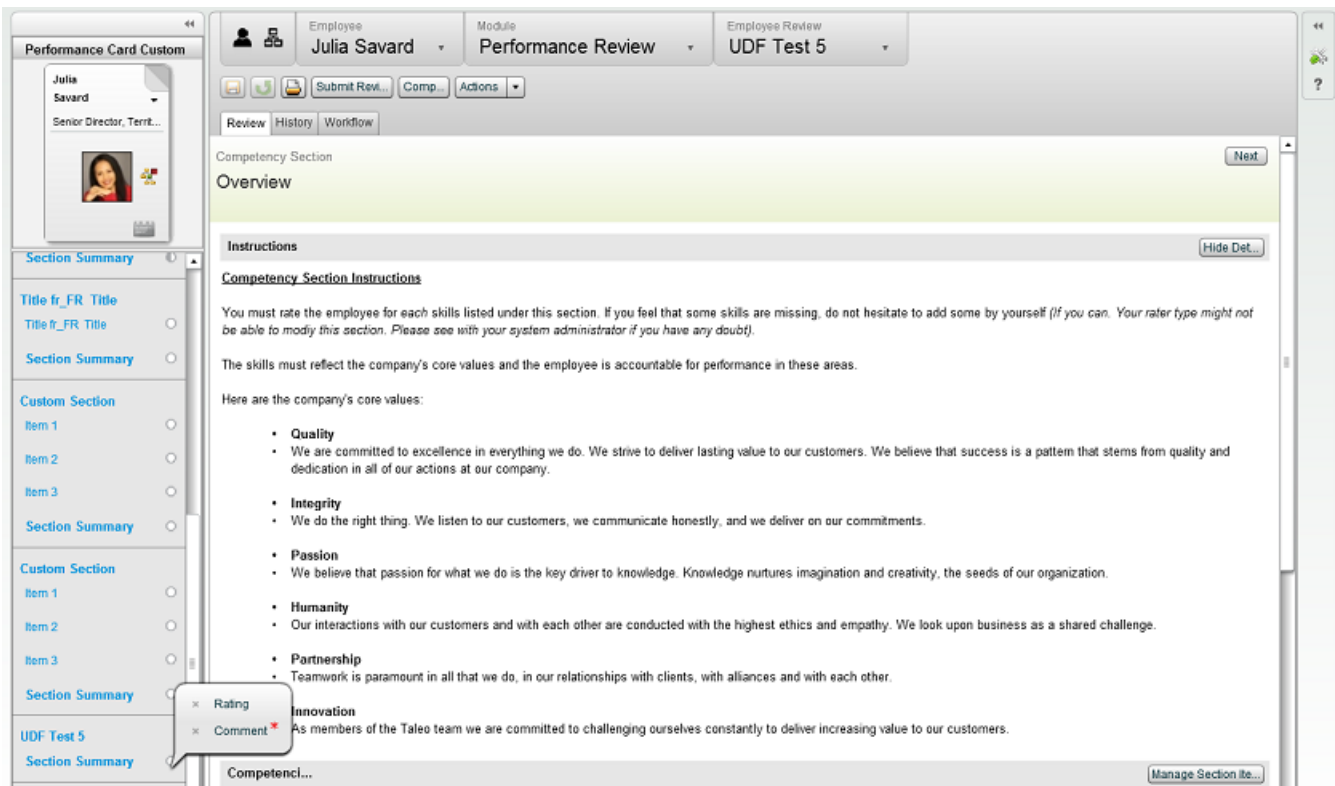 Performance Card Custom
Julia
Savard
Senior Director, Territ...
Section Summary
Title fr_FR Title
Title fr_FR Title
Section Summary
Custom Section
Item 1
Item 2
Item 3
Section Summary
Custom Section
Item 1
Item 2
Item 3
Section Summary
UDF Test 5
Section Summary
Rating
Comment *
Employee
Julia Savard
Module
Performance Review
Employee Review
UDF Test 5
Submit Revi... Comp... Actions
Review History Workflow
Competency Section
Next
Overview
Instructions
Hide Det...
Competency Section Instructions
You must rate the employee for each skills listed under this section. If you feel that some skills are missing, do not hesitate to add some by yourself (If you can. Your rater type might not
be able to modiy this section. Please see with your system administrator if you have any doubt).
The skills must reflect the company's core values and the employee is accountable for performance in these areas.
Here are the company's core values:
• Quality
• We are committed to excellence in everything we do. We strive to deliver lasting value to our customers. We believe that success is a pattern that stems from quality and
dedication in all of our actions at our company.
• Integrity
• We do the right thing. We listen to our customers, we communicate honestly, and we deliver on our commitments.
• Passion
• We believe that passion for what we do is the key driver to knowledge. Knowledge nurtures imagination and creativity, the seeds of our organization.
• Humanity
• Our interactions with our customers and with each other are conducted with the highest ethics and empathy. We look upon business as a shared challenge.
• Partnership
• Teamwork is paramount in all that we do, in our relationships with clients, with alliances and with each other.
Innovation
As members of the Taleo team we are committed to challenging ourselves constantly to deliver increasing value to our customers.
Competenci...
Manage Section Ite...
?